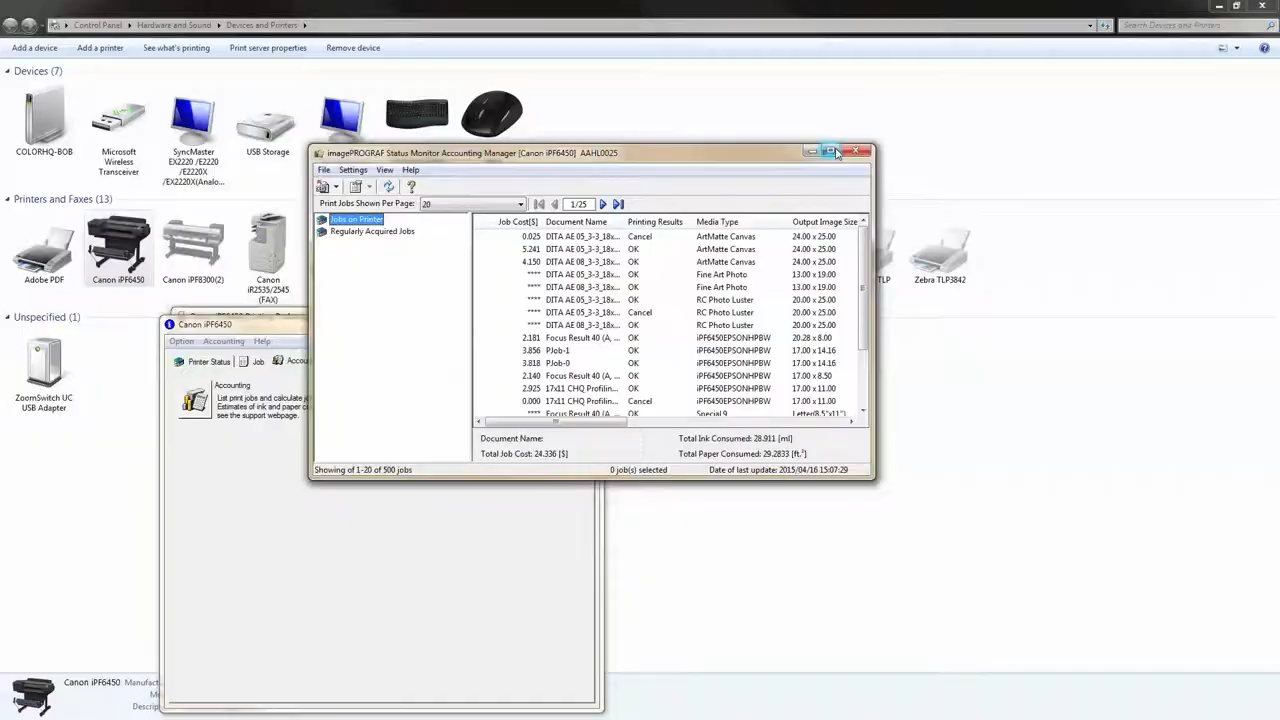 Control Panel ▸ Hardware and Sound ▸ Devices and Printers ▸
Search Devices and Printers
Add a device
Add a printer
See what's printing
Print server properties
Remove device
Devices (7)
COLORHQ-BOB
Microsoft
Wireless
Transceiver
SyncMaster
EX2220 /E2220
/E2220X
/EX2220X(Analo...
USB Storage
Printers and Faxes (13)
Adobe PDF
Canon iPF6450
Canon iPF8300(2)
Canon
iR2535/2545
(FAX)
TLP
Zebra TLP3842
Unspecified (1)
ZoomSwitch UC
USB Adapter
imagePROGRAF Status Monitor Accounting Manager [Canon iPF6450] AAHL0025
File Settings View Help
Print Jobs Shown Per Page: 20 1/25
Jobs on Printer
Regularly Acquired Jobs
Job Cost[$] Document Name Printing Results Media Type Output Image Size
0.025 DITA AE 05_3-3_18x... Cancel ArtMatte Canvas 24.00 x 25.00
5.241 DITA AE 05_3-3_18x... OK ArtMatte Canvas 24.00 x 25.00
4.150 DITA AE 08_3-3_18x... OK ArtMatte Canvas 24.00 x 25.00
**** DITA AE 05_3-3_18x... OK Fine Art Photo 13.00 x 19.00
**** DITA AE 08_3-3_18x... OK Fine Art Photo 13.00 x 19.00
**** DITA AE 05_3-3_18x... OK RC Photo Luster 20.00 x 25.00
**** DITA AE 05_3-3_18x... Cancel RC Photo Luster 20.00 x 25.00
**** DITA AE 08_3-3_18x... OK RC Photo Luster 20.00 x 25.00
2.181 Focus Result 40 (A, ... OK iPF6450EPSONHPBW 20.28 x 8.00
3.856 PJob-1 OK iPF6450EPSONHPBW 17.00 x 14.16
3.818 PJob-0 OK iPF6450EPSONHPBW 17.00 x 14.16
2.140 Focus Result 40 (A, ... OK iPF6450EPSONHPBW 17.00 x 8.50
2.925 17x11 CHQ Profilin... OK iPF6450EPSONHPBW 17.00 x 11.00
0.000 17x11 CHQ Profilin... Cancel iPF6450EPSONHPBW 17.00 x 11.00
**** Focus Result 40 (A, ... OK Special 9 Letter(8.5"x11")
Document Name:
Total Ink Consumed: 28.911 [ml]
Total Job Cost: 24.336 [$]
Total Paper Consumed: 29.2833 [ft.²]
Showing of 1-20 of 500 jobs
0 job(s) selected
Date of last update: 2015/04/16 15:07:29
Canon iPF6450
Option Accounting Help
Printer Status Job Accou
Accounting
List print jobs and calculate j
Estimates of ink and paper c
see the support webpage.
Canon iPF6450 Manufact
Mo
Descrip